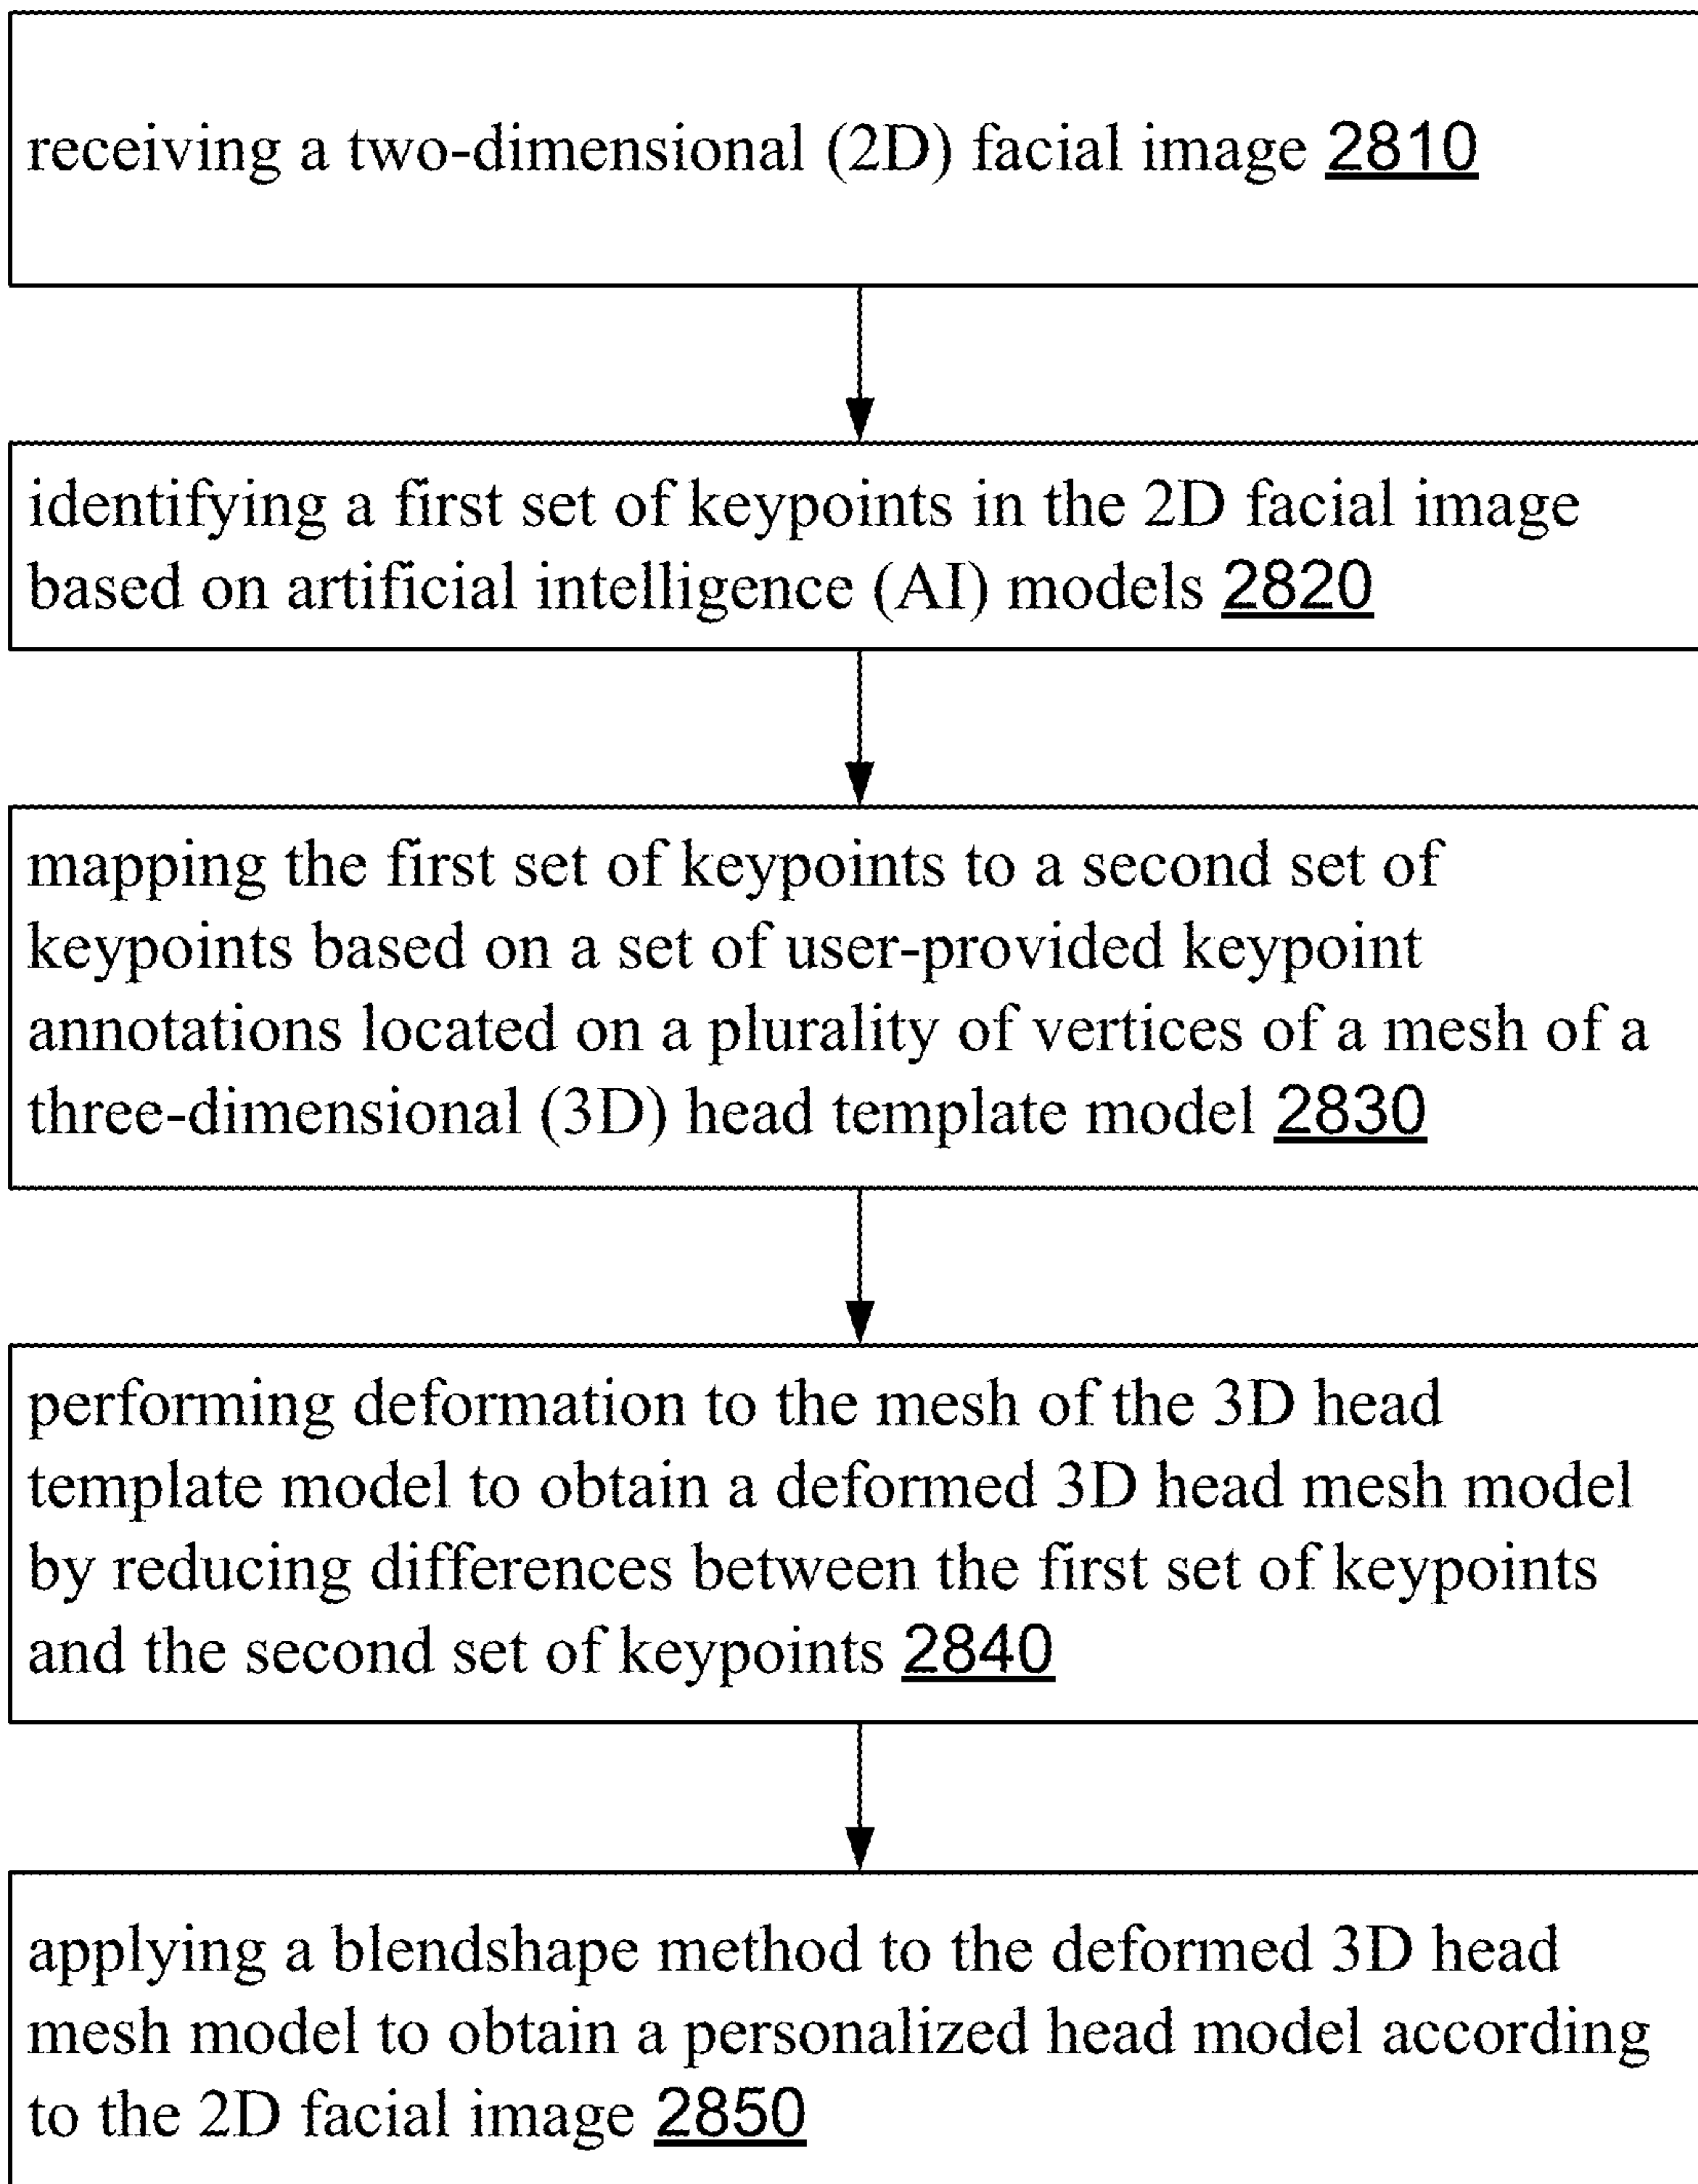 receiving a two-dimensional (2D) facial image 2810
identifying a first set of keypoints in the 2D facial image
based on artificial intelligence (AI) models 2820
mapping the first set of keypoints to a second set of
keypoints based on a set of user-provided keypoint
annotations located on a plurality of vertices of a mesh of a
three-dimensional (3D) head template model 2830
performing deformation to the mesh of the 3D head
template model to obtain a deformed 3D head mesh model
by reducing differences between the first set of keypoints
and the second set of keypoints 2840
applying a blendshape method to the deformed 3D head
mesh model to obtain a personalized head model according
to the 2D facial image 2850